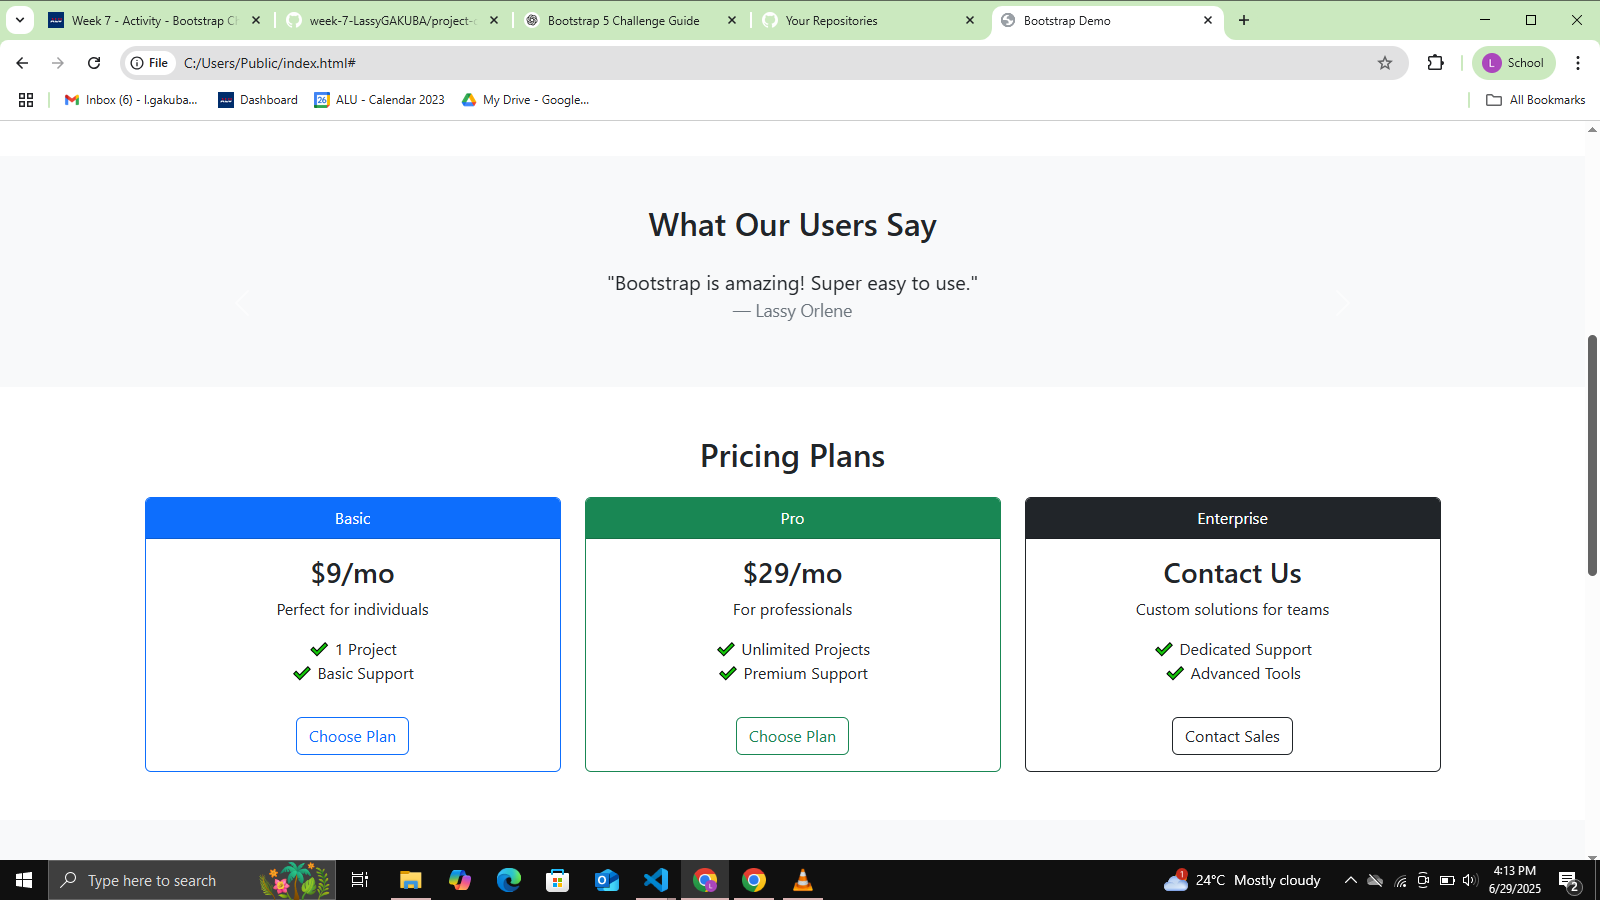 Week 7 - Activity - Bootstrap Ch
week-7-LassyGAKUBA/project-c
Bootstrap 5 Challenge Guide
Your Repositories
Bootstrap Demo
File
C:/Users/Public/index.html#
L
School
Inbox (6) - l.gakuba...
Dashboard
26
ALU - Calendar 2023
My Drive - Google...
All Bookmarks
What Our Users Say
"Bootstrap is amazing! Super easy to use."
— Lassy Orlene
Pricing Plans
Basic
$9/mo
Perfect for individuals
1 Project
Basic Support
Choose Plan
Pro
$29/mo
For professionals
Unlimited Projects
Premium Support
Choose Plan
Enterprise
Contact Us
Custom solutions for teams
Dedicated Support
Advanced Tools
Contact Sales
Type here to search
1
24°C Mostly cloudy
4:13 PM
6/29/2025
2